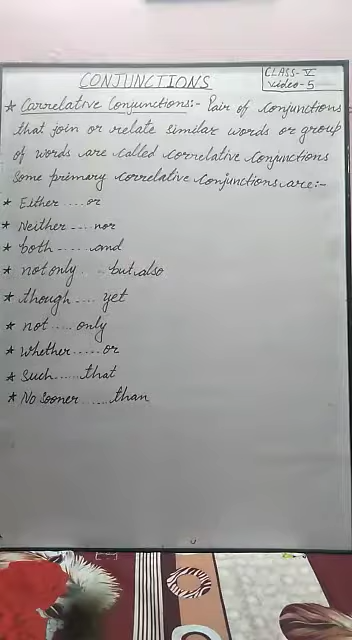 CONJUNCTIONS
CLASS-V
Video-5
* Correlative Conjunctions:- Pair of conjunctions
that join or relate similar words or group
of words are called correlative conjunctions
some primary correlative conjunctions are:-
* Either ..... or
* Neither .... nor
* both ...... and
* not only ..... but also
* though .... yet
* not ..... only
* Whether ..... or
* Such ..... that
* No sooner ..... than